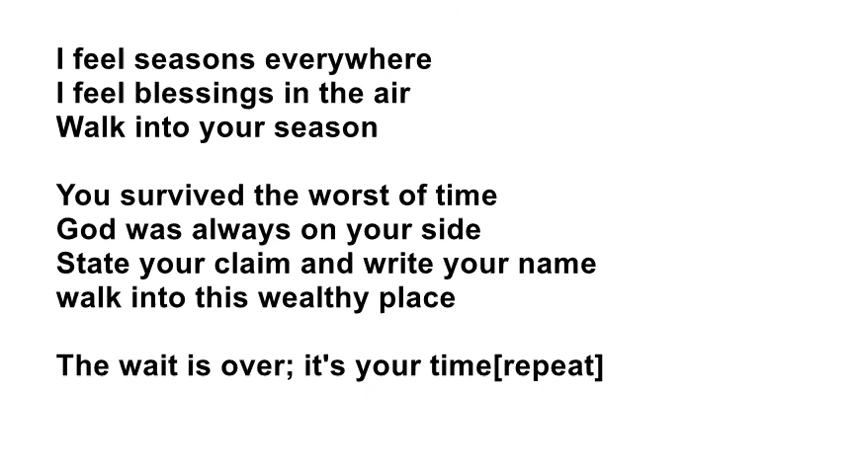 I feel seasons everywhere
I feel blessings in the air
Walk into your season
You survived the worst of time
God was always on your side
State your claim and write your name
walk into this wealthy place
The wait is over; it's your time[repeat]